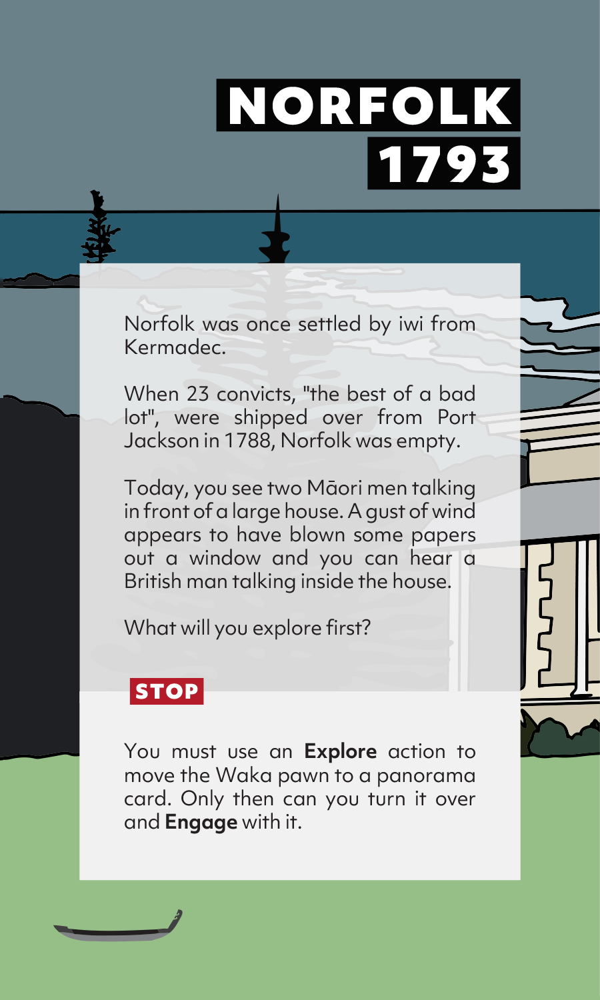 NORFOLK
1793
Norfolk was once settled by iwi from
Kermadec.
When 23 convicts, "the best of a bad
lot", were shipped over from Port
Jackson in 1788, Norfolk was empty.
Today, you see two Māori men talking
in front of a large house. A gust of wind
appears to have blown some papers
out a window and you can hear a
British man talking inside the house.
What will you explore first?
STOP
You must use an Explore action to
move the Waka pawn to a panorama
card. Only then can you turn it over
and Engage with it.